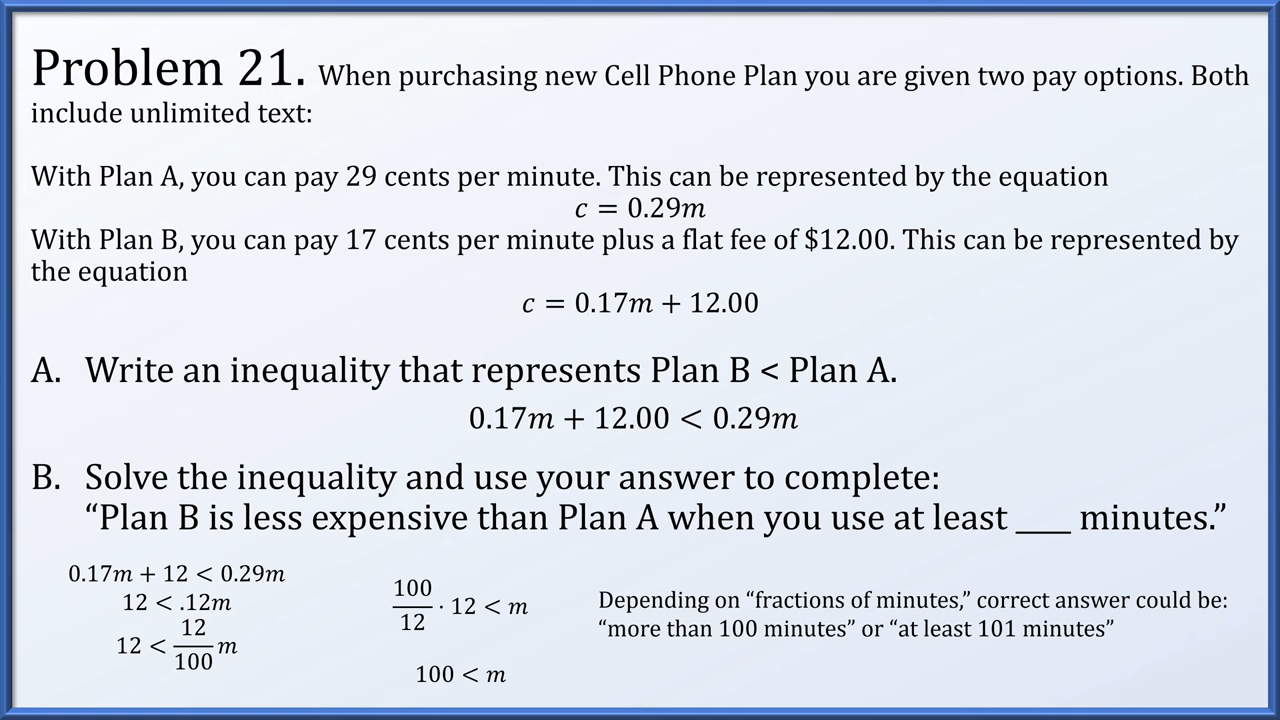 Problem 21. When purchasing new Cell Phone Plan you are given two pay options. Both
include unlimited text:
With Plan A, you can pay 29 cents per minute. This can be represented by the equation
c = 0.29m
With Plan B, you can pay 17 cents per minute plus a flat fee of $12.00. This can be represented by
the equation
c = 0.17m + 12.00
A. Write an inequality that represents Plan B < Plan A.
0.17m + 12.00 < 0.29m
B. Solve the inequality and use your answer to complete:
“Plan B is less expensive than Plan A when you use at least ___ minutes.”
0.17m + 12 < 0.29m
12 < .12m
12 < 12/100 m
100/12 · 12 < m
100 < m
Depending on “fractions of minutes,” correct answer could be:
“more than 100 minutes” or “at least 101 minutes”